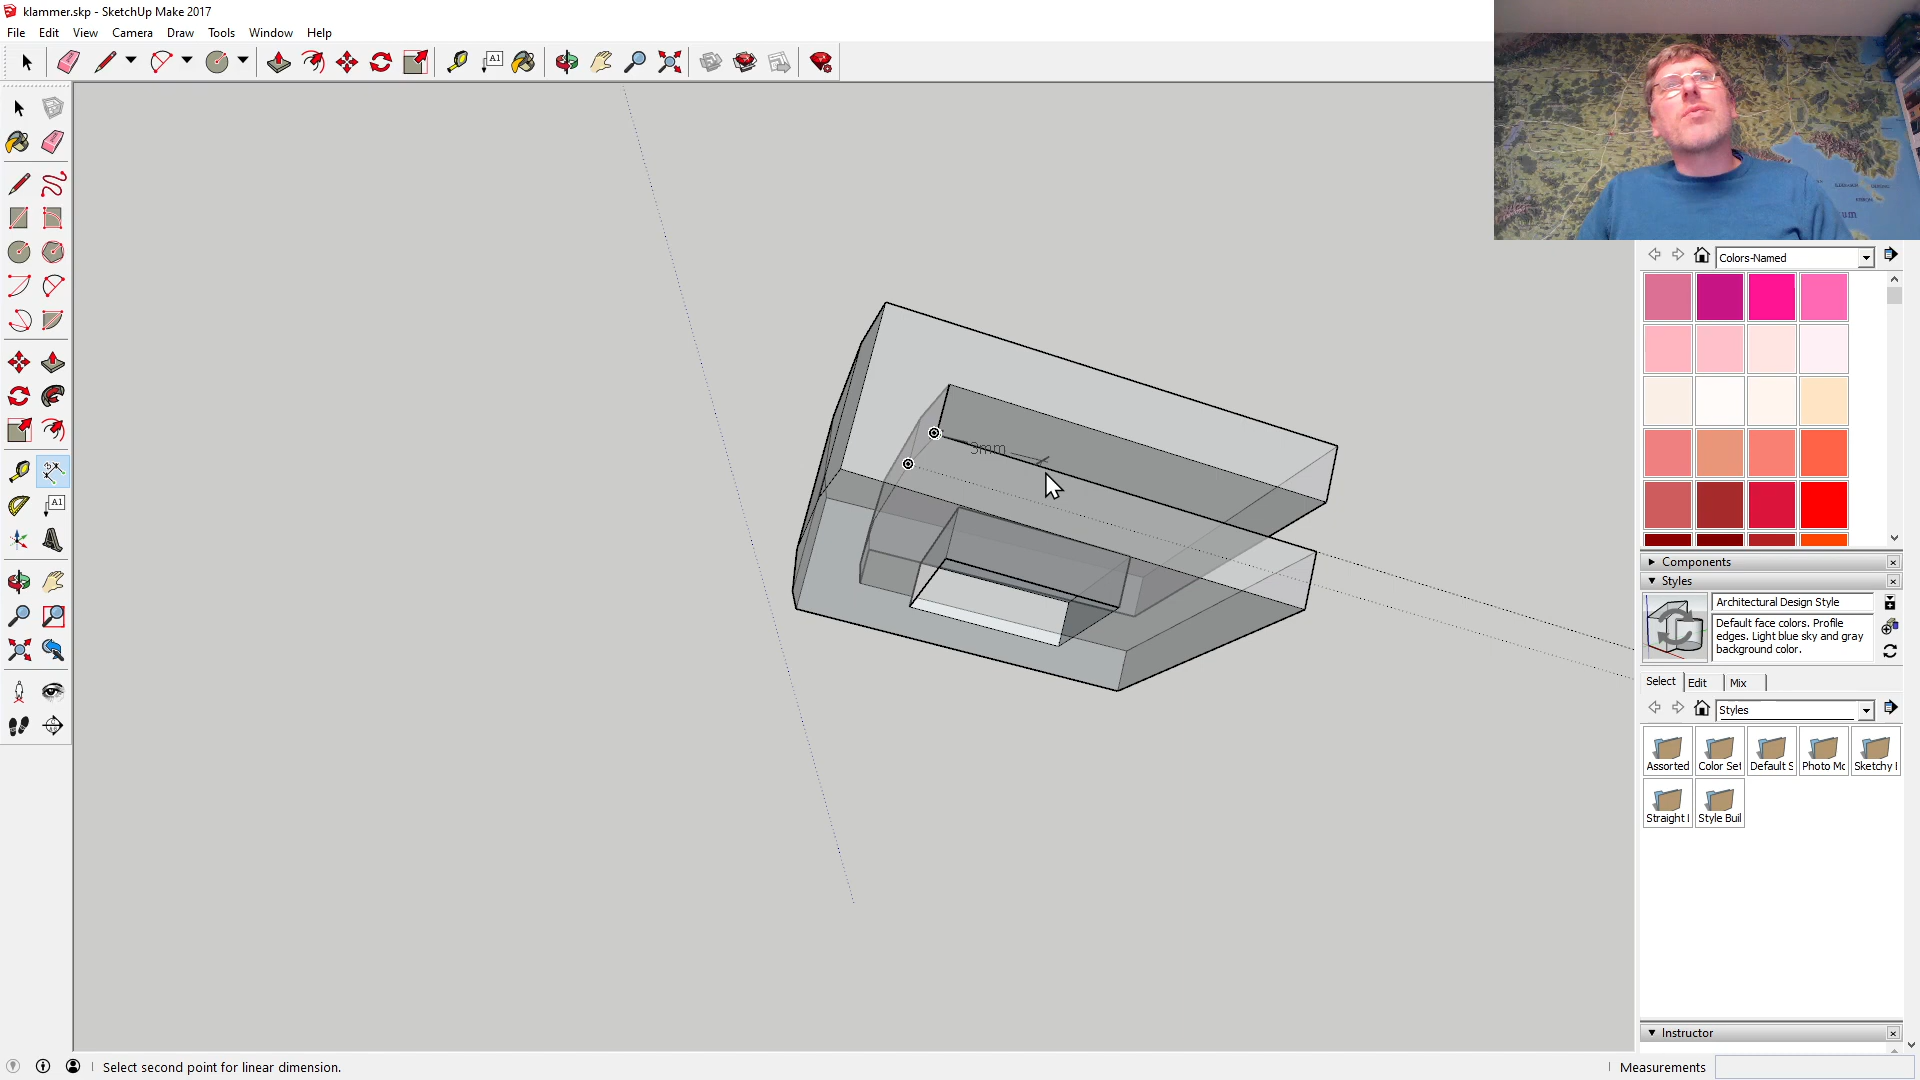 klammer.skp - SketchUp Make 2017
File Edit View Camera Draw Tools Window Help
A1
Colors-Named
A1
3mm
Components
Styles
Architectural Design Style
Default face colors. Profile
edges. Light blue sky and gray
background color.
Select Edit Mix
Styles
Assorted Color Set Default S Photo Mc Sketchy I
Straight I Style Buil
Instructor
Select second point for linear dimension.
Measurements